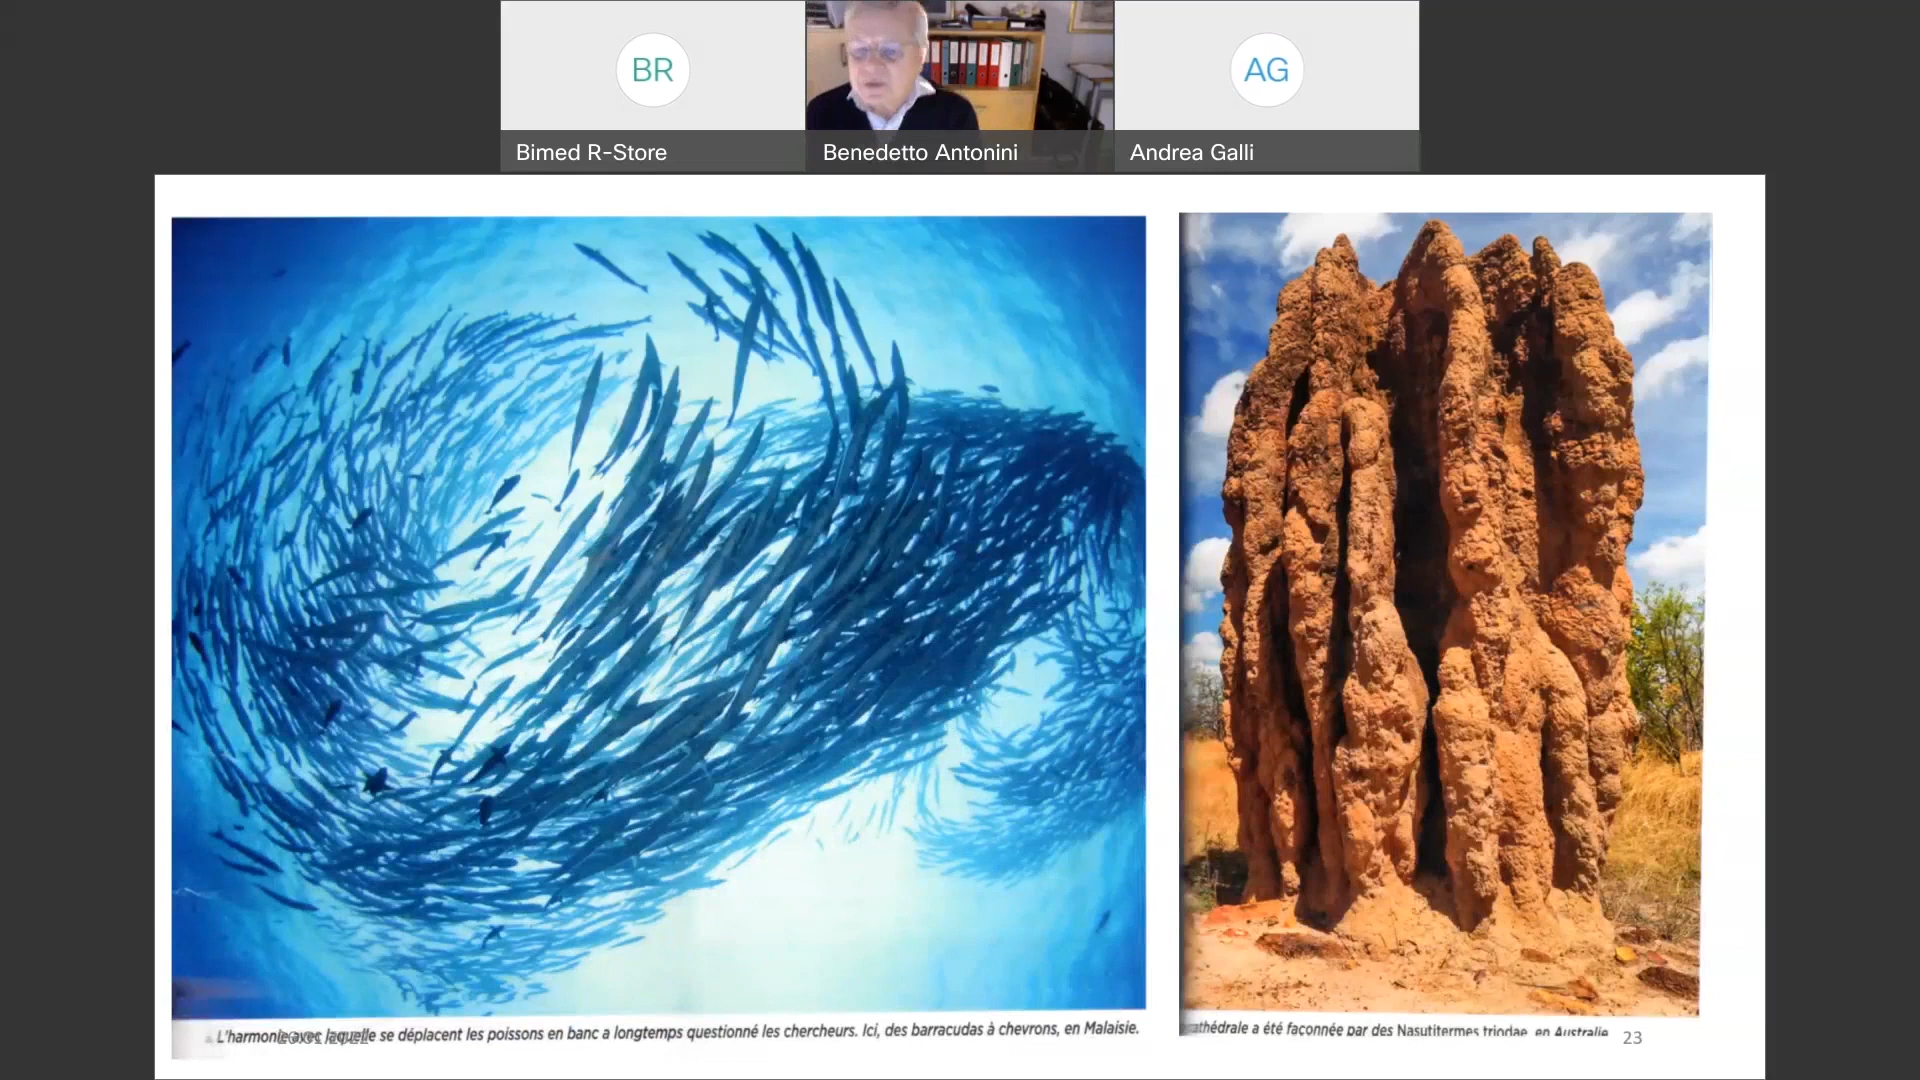 BR
AG
Bimed R-Store
Benedetto Antonini
Andrea Galli
L'harmonie avec laquelle se déplacent les poissons en banc a longtemps questionné les chercheurs. Ici, des barracudas à chevrons, en Malaisie.
athédrale a été façonnée par des Nasutitermes triodae, en Australie
23